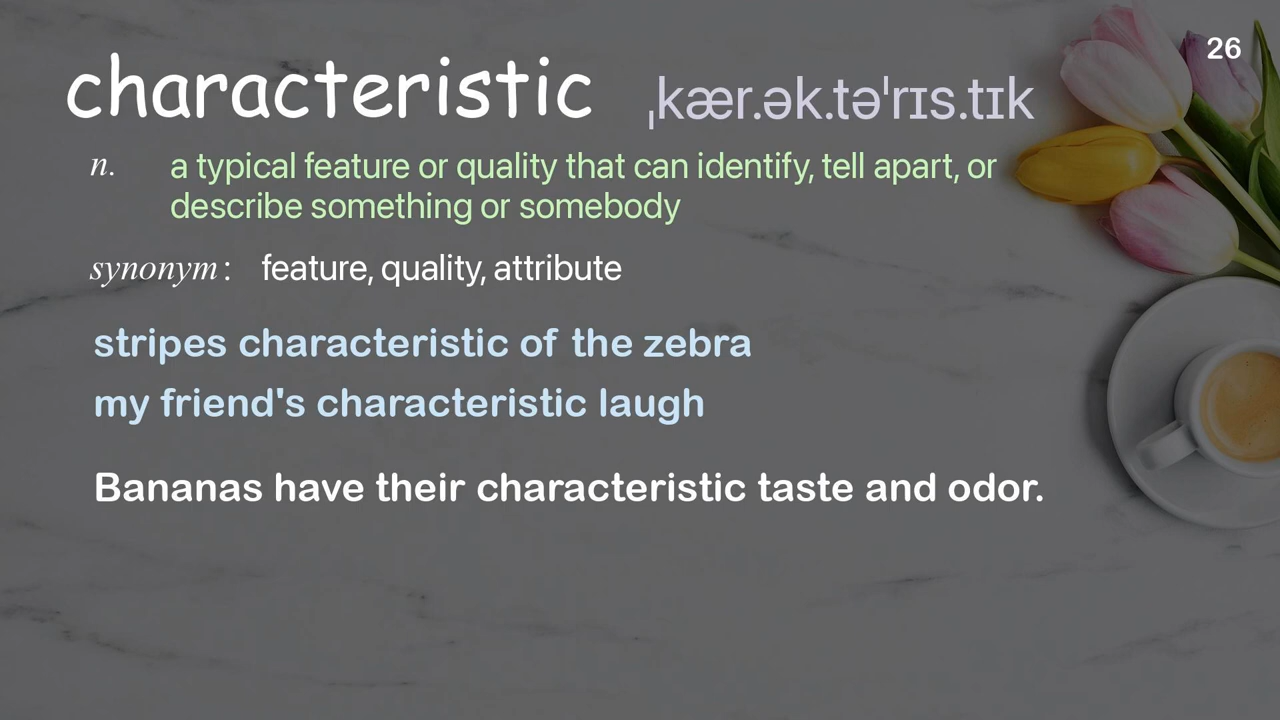 26
characteristic ˌkær.ək.təˈrɪs.tɪk
n. a typical feature or quality that can identify, tell apart, or
describe something or somebody
synonym: feature, quality, attribute
stripes characteristic of the zebra
my friend's characteristic laugh
Bananas have their characteristic taste and odor.